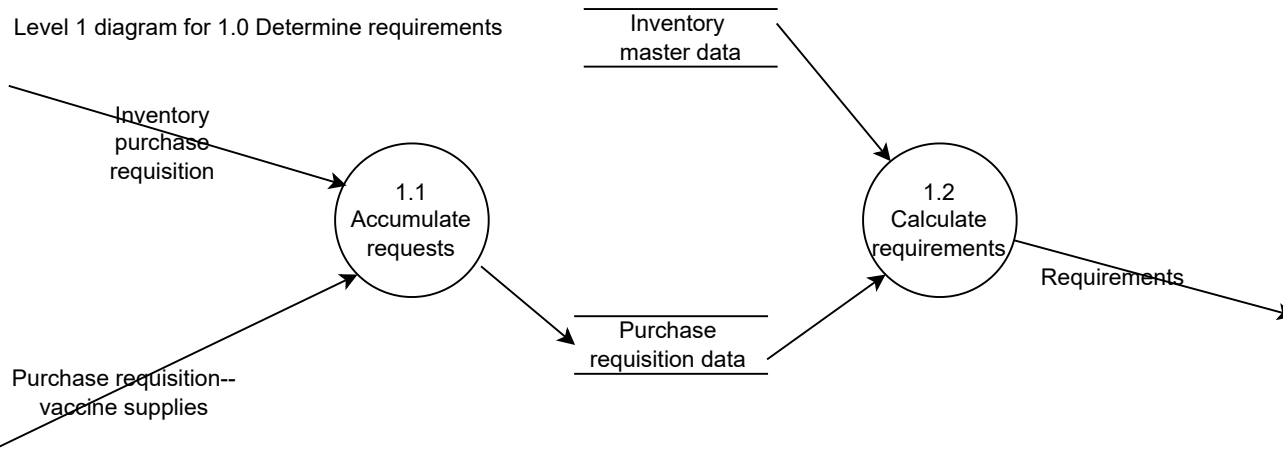 Level 1 diagram for 1.0 Determine requirements
Inventory
master data
Inventory
purchase
requisition
1.1
Accumulate
requests
1.2
Calculate
requirements
Requirements
Purchase
requisition data
Purchase requisition--
vaccine supplies